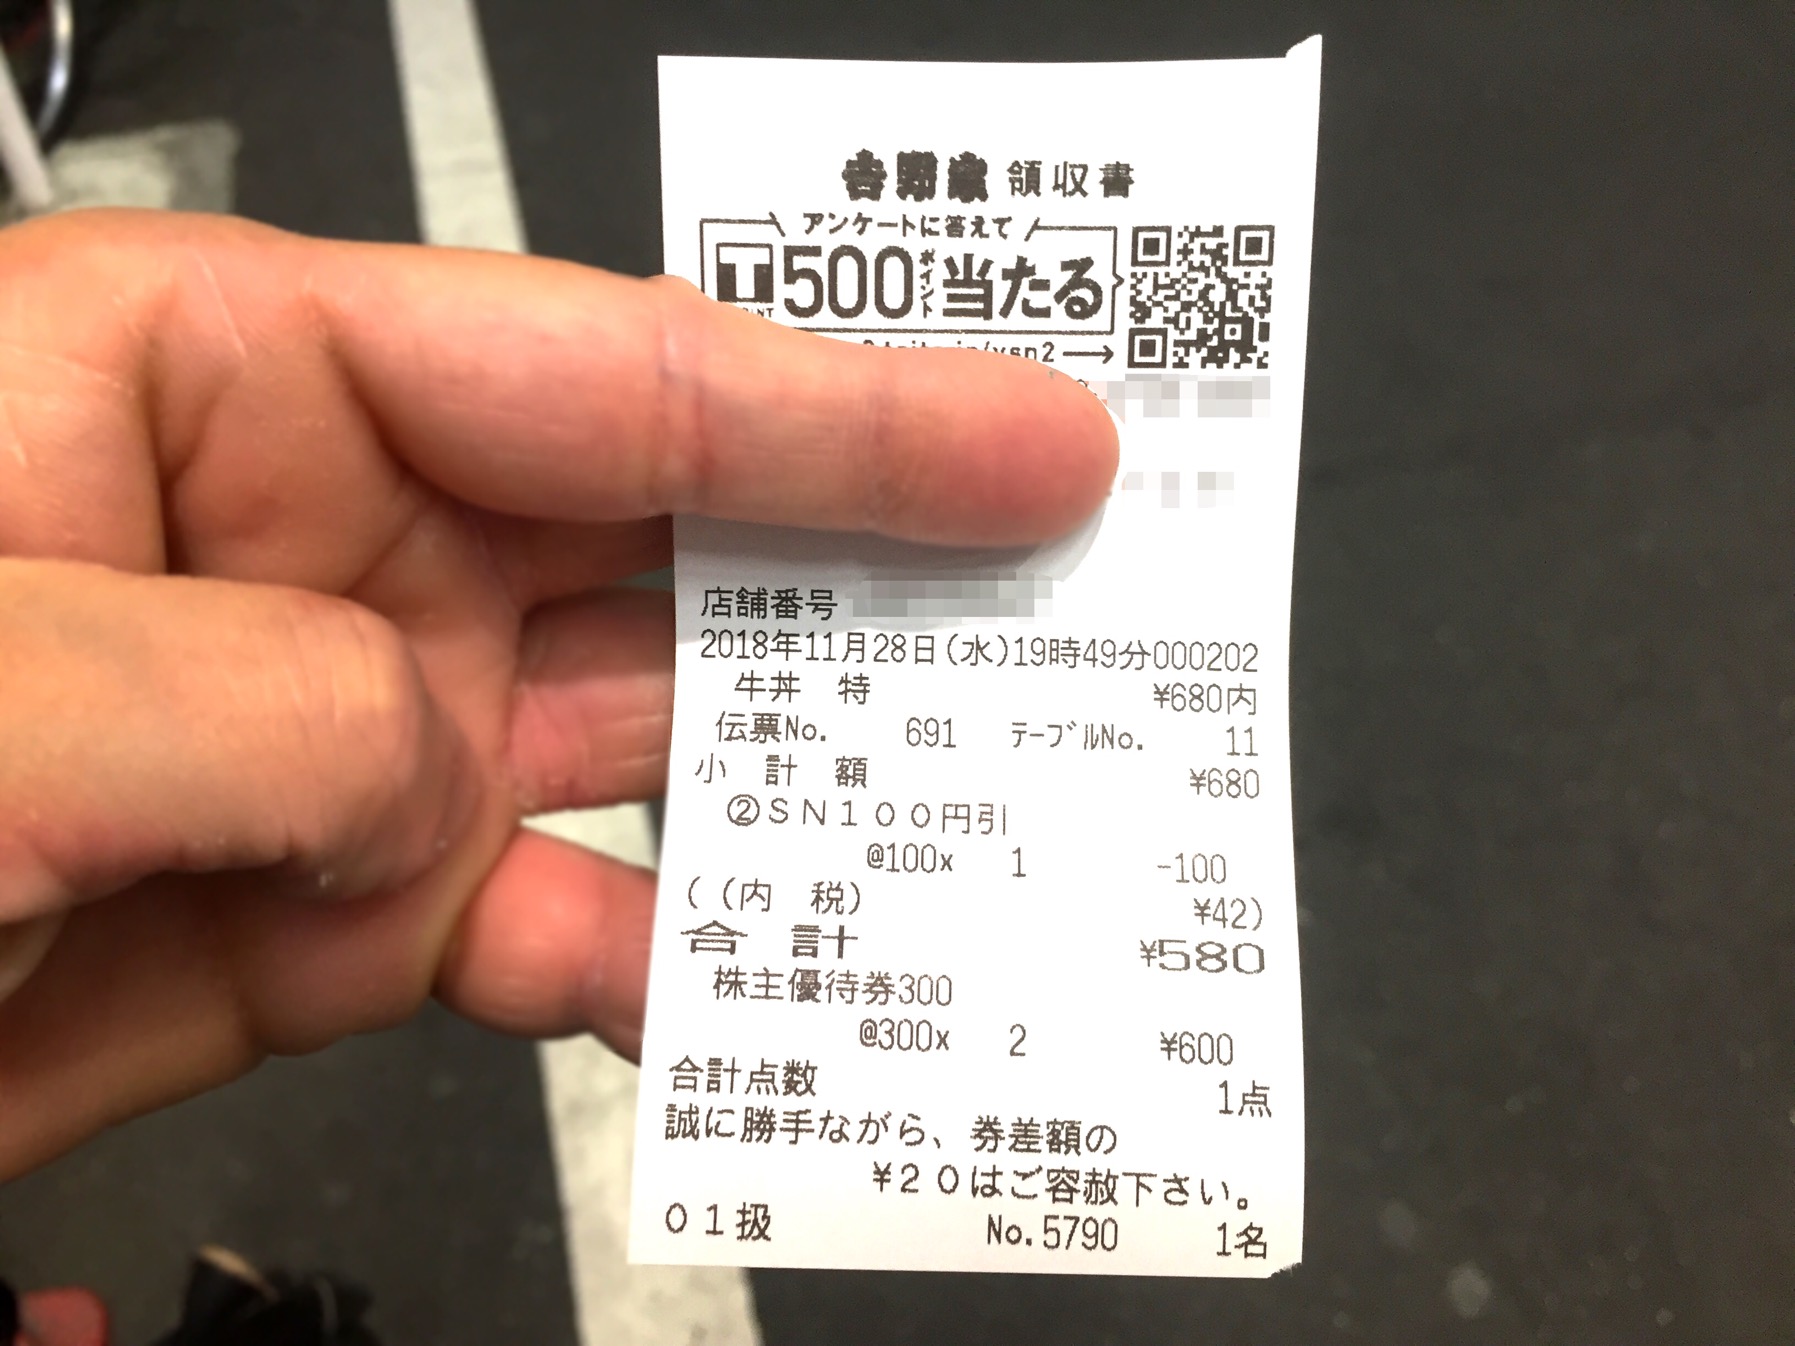 吉野家 領収書
アンケートに答えて
T 500ポイント当たる
店舗番号
2018年11月28日(水)19時49分000202
牛丼 特 ¥680内
伝票No. 691 テーブルNo. 11
小 計 額 ¥680
②SN100円引
@100x 1 -100
((内 税) ¥42)
合 計 ¥580
株主優待券300
@300x 2 ¥600
合計点数 1点
誠に勝手ながら、券差額の
¥20はご容赦下さい。
01扱 No.5790 1名